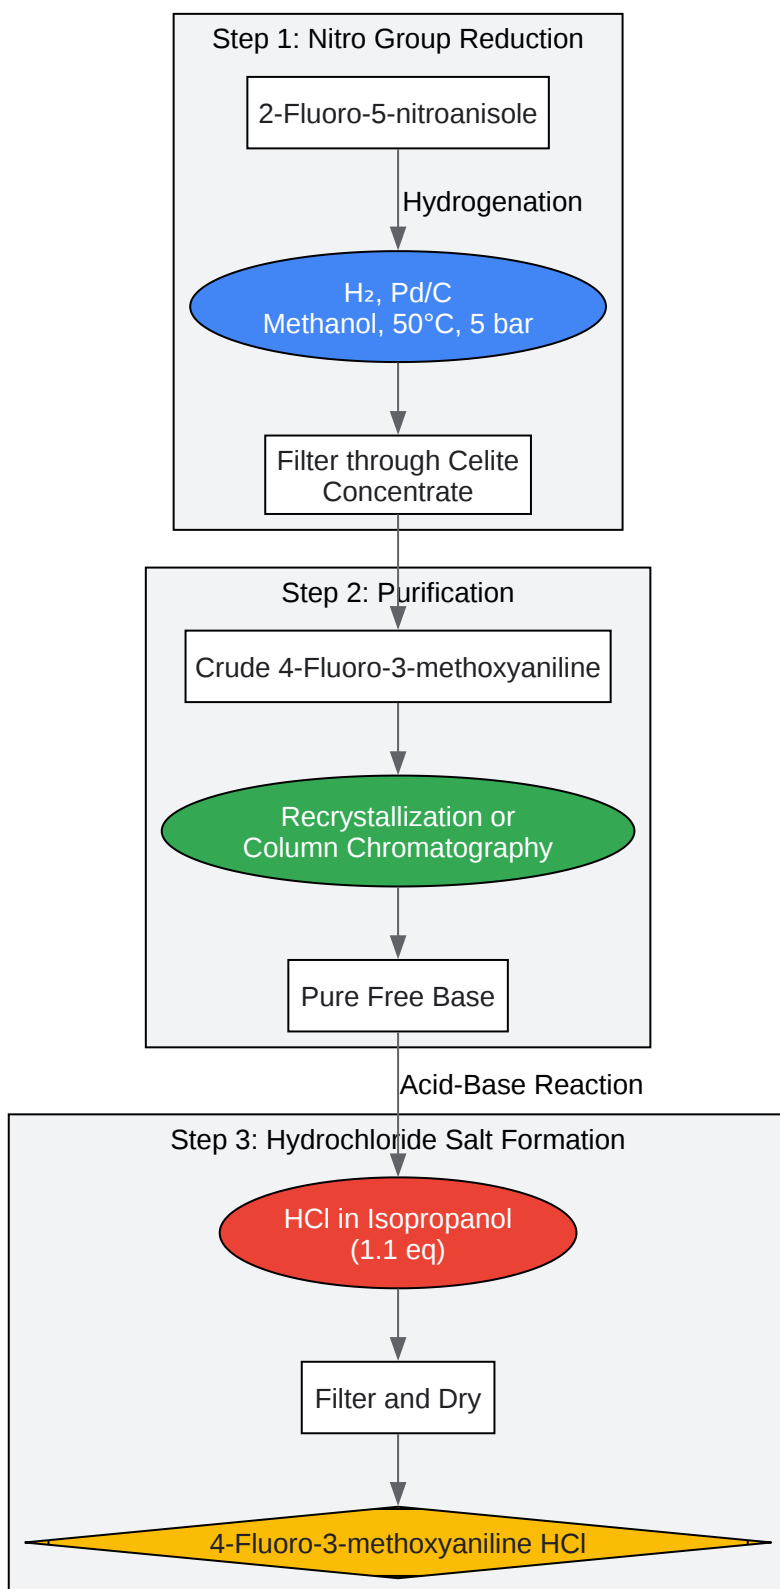 Step 1: Nitro Group Reduction
2-Fluoro-5-nitroanisole
Hydrogenation
H₂, Pd/C
Methanol, 50°C, 5 bar
Filter through Celite
Concentrate
Step 2: Purification
Crude 4-Fluoro-3-methoxyaniline
Recrystallization or
Column Chromatography
Pure Free Base
Acid-Base Reaction
Step 3: Hydrochloride Salt Formation
HCl in Isopropanol
(1.1 eq)
Filter and Dry
4-Fluoro-3-methoxyaniline HCl